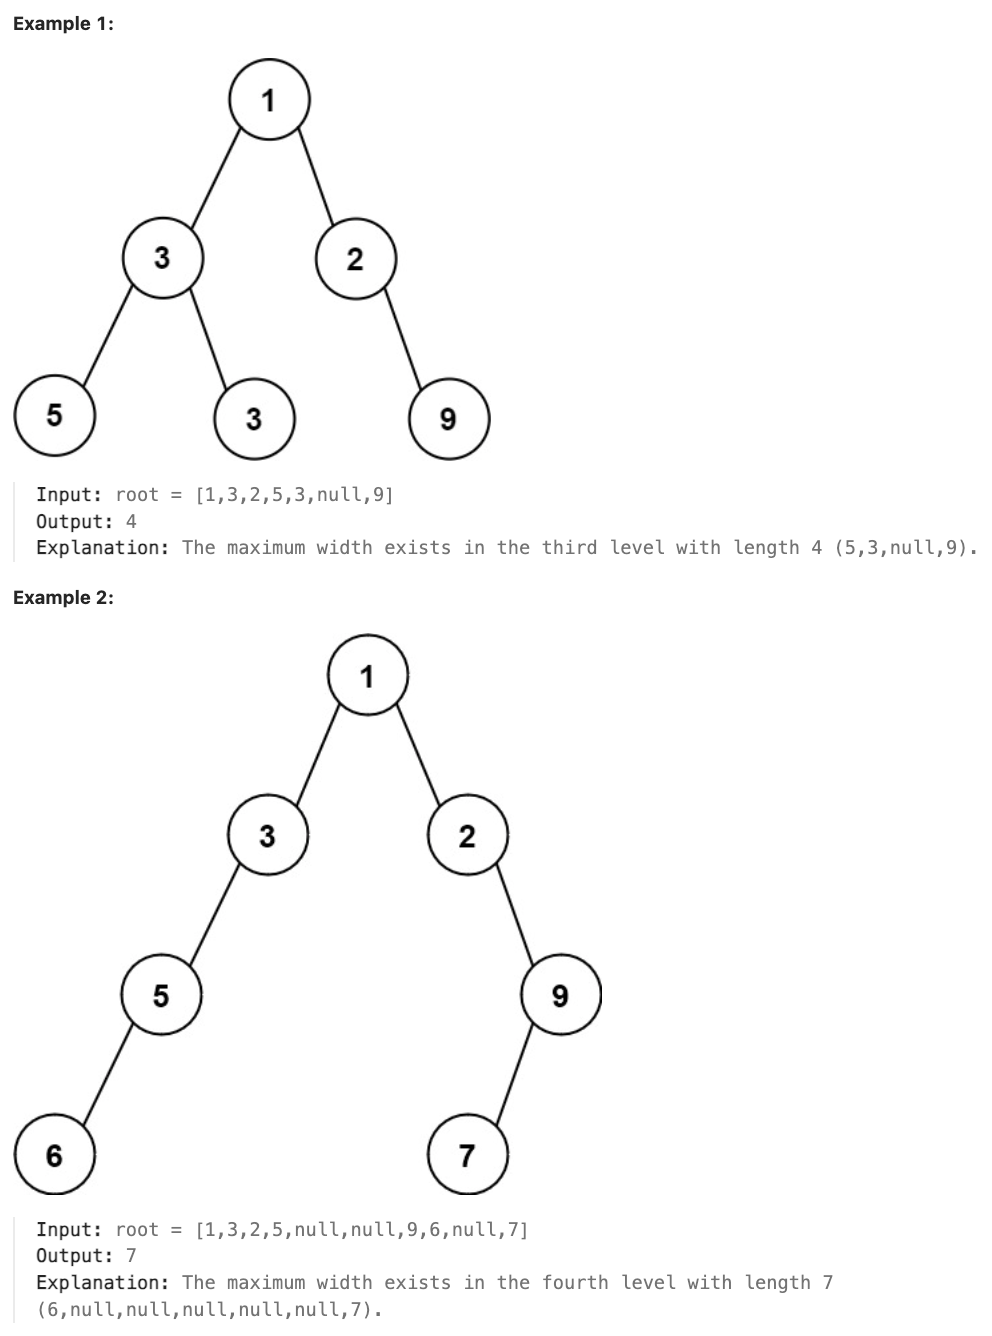 Example 1:
1
3
2
5
3
9
Input: root = [1,3,2,5,3,null,9]
Output: 4
Explanation: The maximum width exists in the third level with length 4 (5,3,null,9).
Example 2:
1
3
2
5
9
6
7
Input: root = [1,3,2,5,null,null,9,6,null,7]
Output: 7
Explanation: The maximum width exists in the fourth level with length 7
(6,null,null,null,null,null,7).